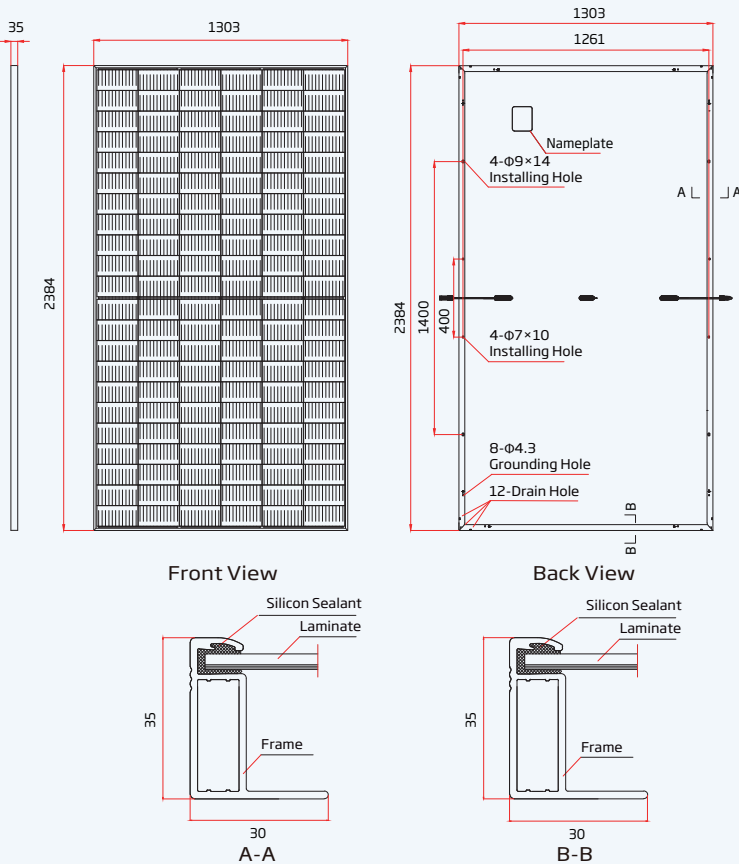 35
1303
2384
Front View
1303
1261
2384
1400
400
Nameplate
4-Φ9×14
Installing Hole
A
A
4-Φ7×10
Installing Hole
8-Φ4.3
Grounding Hole
12-Drain Hole
B
B
Back View
Silicon Sealant
Laminate
35
Frame
30
A-A
Silicon Sealant
Laminate
35
Frame
30
B-B